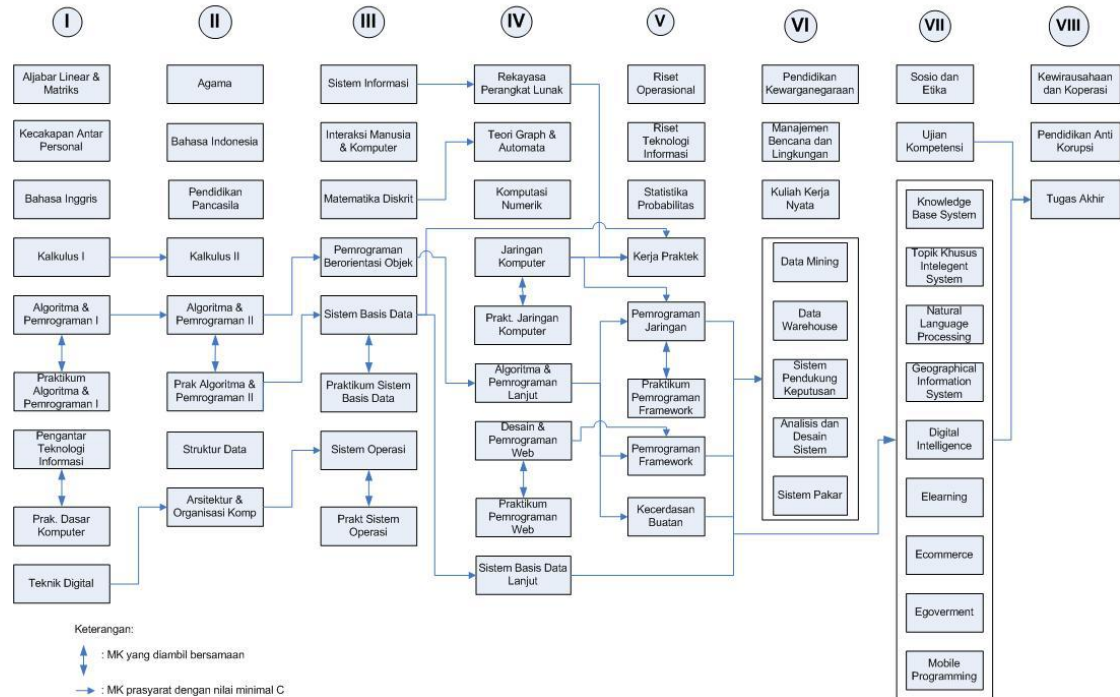 I
II
III
IV
V
VI
VII
VIII
Aljabar Linear &
Matriks
Kecakapan Antar
Personal
Bahasa Inggris
Kalkulus I
Algoritma &
Pemrograman I
Praktikum
Algoritma &
Pemrograman I
Pengantar
Teknologi
Informasi
Prak. Dasar
Komputer
Teknik Digital
Agama
Bahasa Indonesia
Pendidikan
Pancasila
Kalkulus II
Algoritma &
Pemrograman II
Prak Algoritma &
Pemrograman II
Struktur Data
Arsitektur &
Organisasi Komp
Sistem Informasi
Interaksi Manusia
& Komputer
Matematika Diskrit
Pemrograman
Berorientasi Objek
Sistem Basis Data
Praktikum Sistem
Basis Data
Sistem Operasi
Prakt Sistem
Operasi
Rekayasa
Perangkat Lunak
Teori Graph &
Automata
Komputasi
Numerik
Jaringan
Komputer
Prakt. Jaringan
Komputer
Algoritma &
Pemrograman
Lanjut
Desain &
Pemrograman
Web
Praktikum
Pemrograman
Web
Sistem Basis Data
Lanjut
Riset
Operasional
Riset
Teknologi
Informasi
Statistika
Probabilitas
Kerja Praktek
Pemrograman
Jaringan
Praktikum
Pemrograman
Framework
Pemrograman
Framework
Kecerdasan
Buatan
Pendidikan
Kewarganegaraan
Manajemen
Bencana dan
Lingkungan
Kuliah Kerja
Nyata
Data Mining
Data
Warehouse
Sistem
Pendukung
Keputusan
Analisis dan
Desain
Sistem
Sistem Pakar
Sosio dan
Etika
Ujian
Kompetensi
Knowledge
Base System
Topik Khusus
Intelegent
System
Natural
Language
Processing
Geographical
Information
System
Digital
Intelligence
Elearning
Ecommerce
Egoverment
Mobile
Programming
Kewirausahaan
dan Koperasi
Pendidikan Anti
Korupsi
Tugas Akhir
Keterangan:
: MK yang diambil bersamaan
: MK prasyarat dengan nilai minimal C